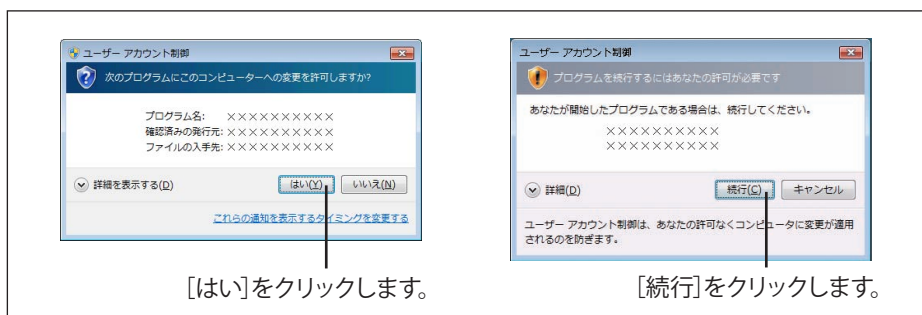 ユーザー アカウント制御
次のプログラムにこのコンピューターへの変更を許可しますか?
プログラム名: ××××××××××
確認済みの発行元: ××××××××××
ファイルの入手先: ××××××××××
詳細を表示する(D)
はい(Y)
いいえ(N)
これらの通知を表示するタイミングを変更する
[はい]をクリックします。
ユーザー アカウント制御
プログラムを続行するにはあなたの許可が必要です
あなたが開始したプログラムである場合は、続行してください。
××××××××××
××××××××××
詳細(D)
続行(C)
キャンセル
ユーザー アカウント制御は、あなたの許可なくコンピュータに変更が適用
されるのを防ぎます。
[続行]をクリックします。